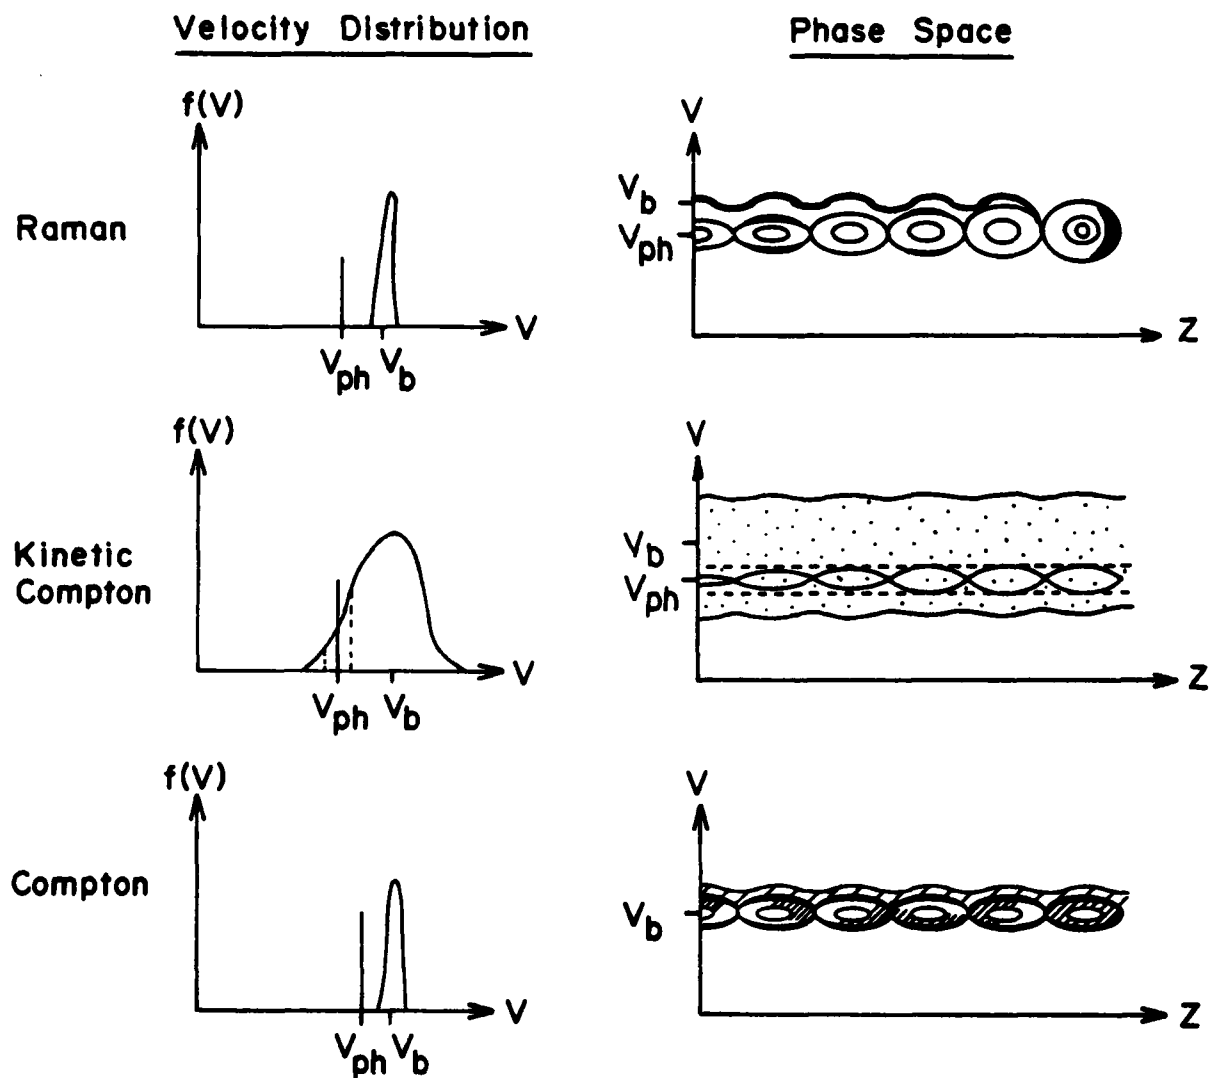 Velocity Distribution
Phase Space
Raman
f(V)
V
V_ph V_b
V
V_b
V_ph
Z
Kinetic
Compton
f(V)
V
V_ph V_b
V
V_b
V_ph
Z
Compton
f(V)
V
V_ph V_b
V
V_b
Z